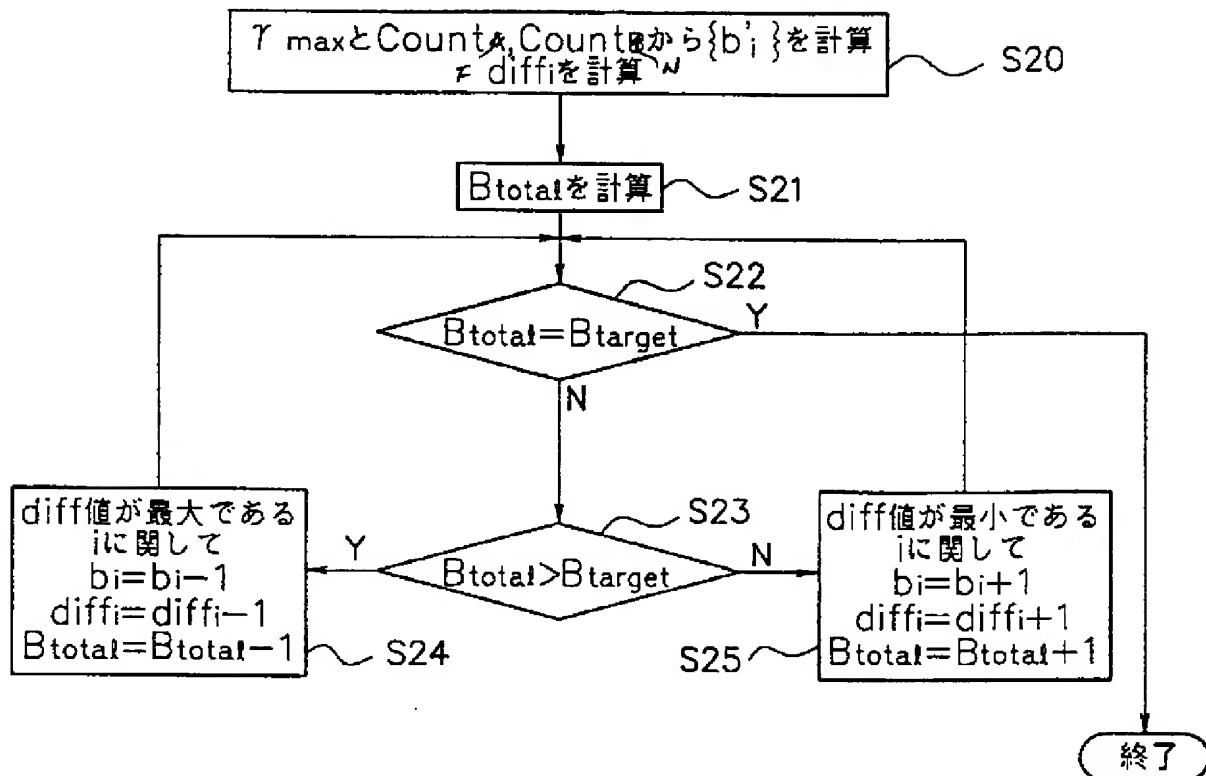 γmaxとCountA,CountBから{b'i}を計算
F diffiを計算 N
S20
Btotalを計算
S21
S22
Btotal=Btarget
Y
N
S23
Btotal>Btarget
Y
N
diff値が最大である
iに関して
bi=bi-1
diffi=diffi-1
Btotal=Btotal-1
S24
diff値が最小である
iに関して
bi=bi+1
diffi=diffi+1
Btotal=Btotal+1
S25
終了